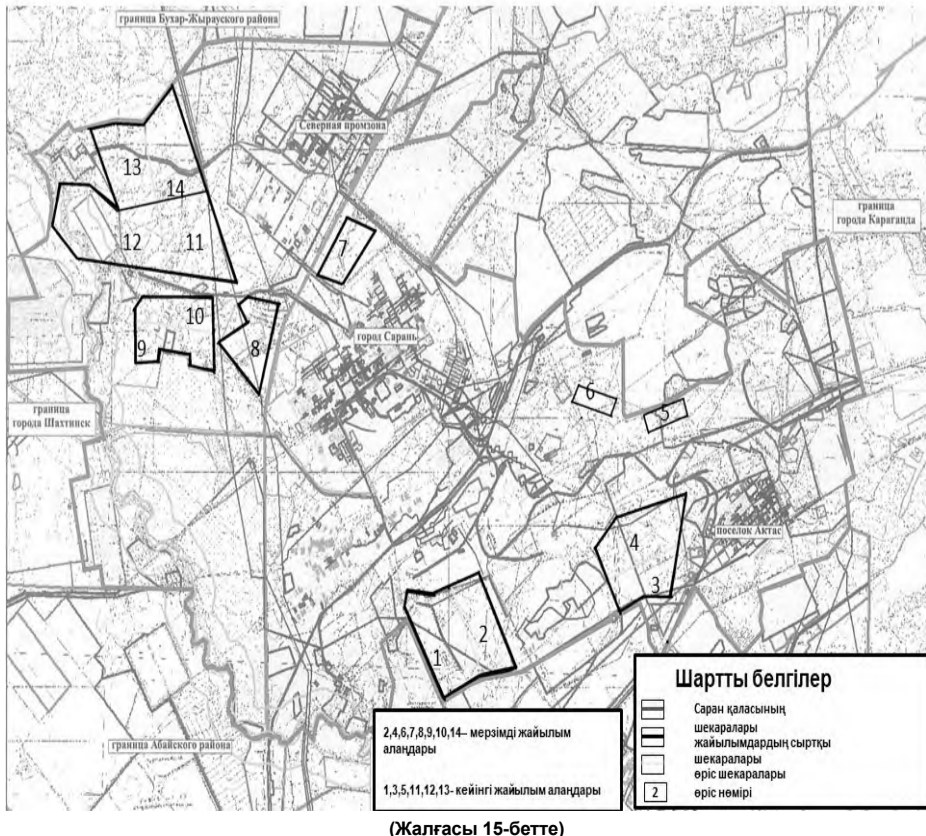 граница
Бухар-Жырауского района
Северная промзона
13
14
12
11
7
граница
города Караганда
10
9
8
город Сарань
6
5
граница
города Шахтинск
4
поселок Актас
3
2
1
граница Абайского района
2,4,6,7,8,9,10,14– мерзімді жайылым
алаңдары
1,3,5,11,12,13- кейінгі жайылым алаңдары
Шартты белгілер
Саран қаласының
шекаралары
жайылымдардың сыртқы
шекаралары
өріс шекаралары
2 өріс нөмірі
(Жалғасы 15-бетте)